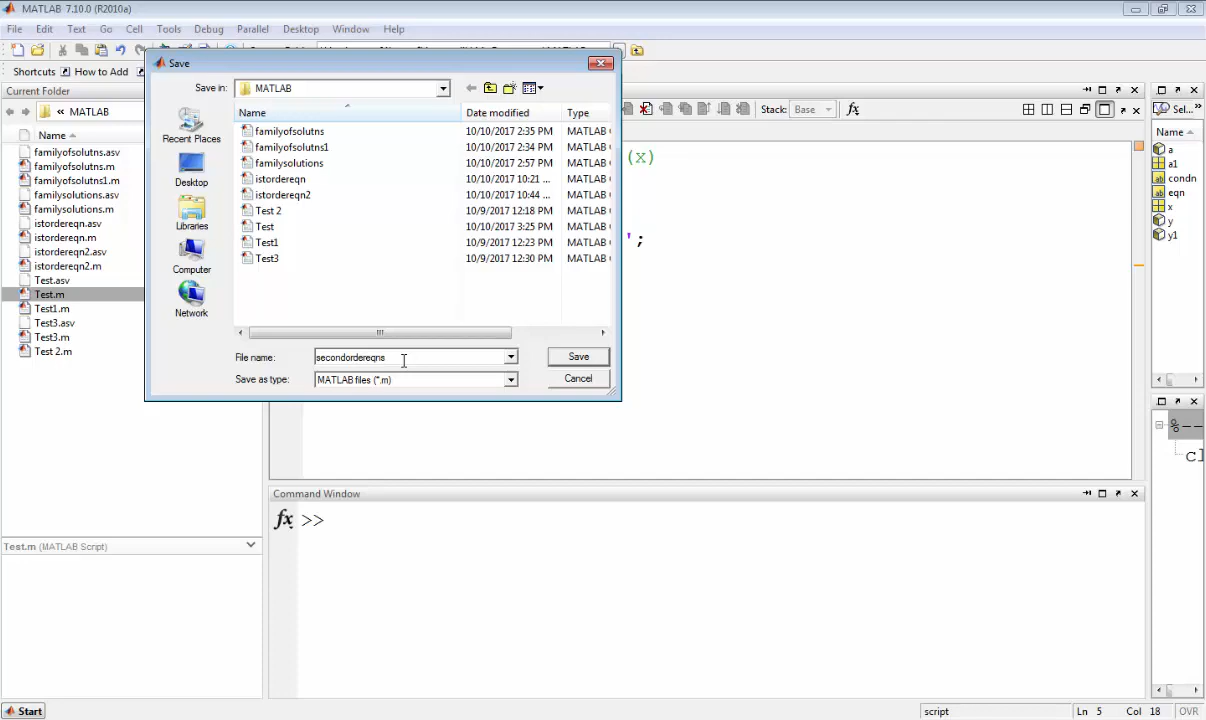 MATLAB 7.10.0 (R2010a)
File Edit Text Go Cell Tools Debug Parallel Desktop Window Help
Shortcuts How to Add
Current Folder
« MATLAB
Name
familyofsolutns.asv
familyofsolutns.m
familyofsolutns1.m
familysolutions.asv
familysolutions.m
istordereqn.asv
istordereqn.m
istordereqn2.asv
istordereqn2.m
Test.asv
Test.m
Test1.m
Test3.asv
Test3.m
Test 2.m
Test.m (MATLAB Script)
Save
Save in: MATLAB
Recent Places
Desktop
Libraries
Computer
Network
Name Date modified Type
familyofsolutns 10/10/2017 2:35 PM MATLAB
familyofsolutns1 10/10/2017 2:34 PM MATLAB
familysolutions 10/10/2017 2:57 PM MATLAB
istordereqn 10/10/2017 10:21 ... MATLAB
istordereqn2 10/10/2017 10:44 ... MATLAB
Test 2 10/9/2017 12:18 PM MATLAB
Test 10/10/2017 3:25 PM MATLAB
Test1 10/9/2017 12:23 PM MATLAB
Test3 10/9/2017 12:30 PM MATLAB
File name: secondordereqns Save
Save as type: MATLAB files (*.m) Cancel
Stack: Base fx
(x)
';
Command Window
fx >>
Sel...
Name
a
a1
condn
eqn
x
y
y1
%--
cl
Start
script Ln 5 Col 18 OVR